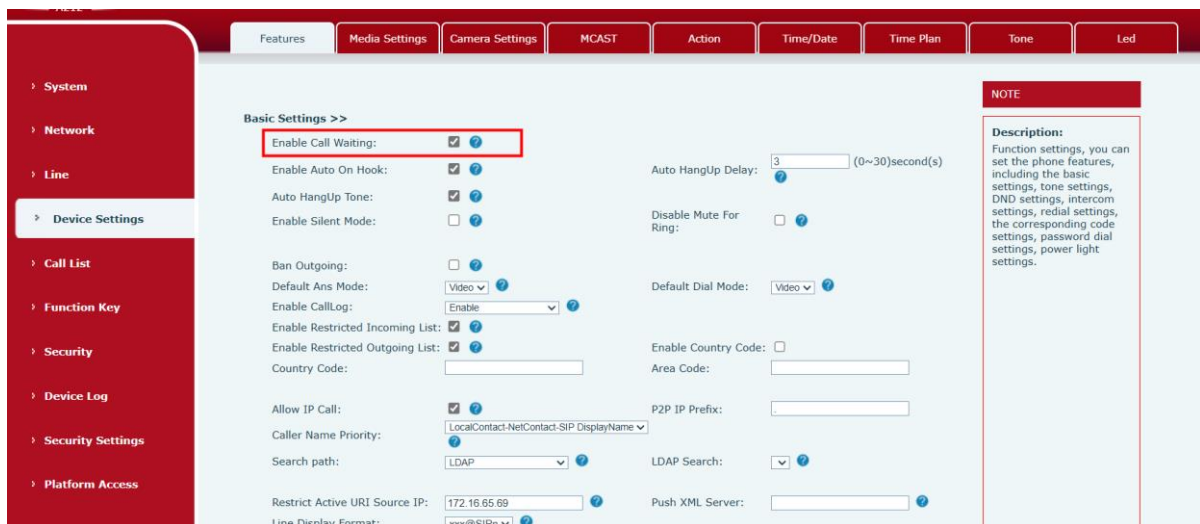 Features Media Settings Camera Settings MCAST Action Time/Date Time Plan Tone Led
System
Network
Line
Device Settings
Call List
Function Key
Security
Device Log
Security Settings
Platform Access
Basic Settings >>
Enable Call Waiting:
Enable Auto On Hook: Auto HangUp Delay: 3 (0~30)second(s)
Auto HangUp Tone:
Enable Silent Mode: Disable Mute For Ring:
Ban Outgoing:
Default Ans Mode: Video Default Dial Mode: Video
Enable CallLog: Enable
Enable Restricted Incoming List:
Enable Restricted Outgoing List: Enable Country Code:
Country Code: Area Code:
Allow IP Call: P2P IP Prefix: .
Caller Name Priority: LocalContact-NetContact-SIP DisplayName
Search path: LDAP LDAP Search:
Restrict Active URI Source IP: 172.16.65.69 Push XML Server:
Line Display Format: xxx@SIPn
NOTE
Description:
Function settings, you can
set the phone features,
including the basic
settings, tone settings,
DND settings, intercom
settings, redial settings,
the corresponding code
settings, password dial
settings, power light
settings.